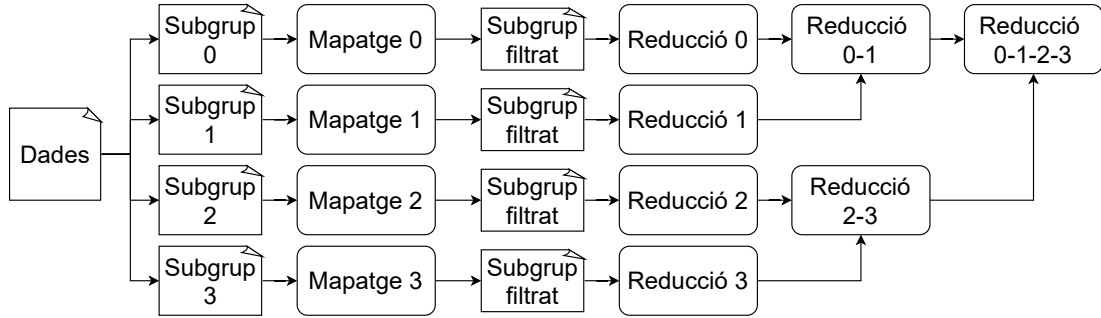 Dades
Subgrup
0
Mapatge 0
Subgrup
filtrat
Reducció 0
Reducció
0-1
Reducció
0-1-2-3
Subgrup
1
Mapatge 1
Subgrup
filtrat
Reducció 1
Subgrup
2
Mapatge 2
Subgrup
filtrat
Reducció 2
Reducció
2-3
Subgrup
3
Mapatge 3
Subgrup
filtrat
Reducció 3